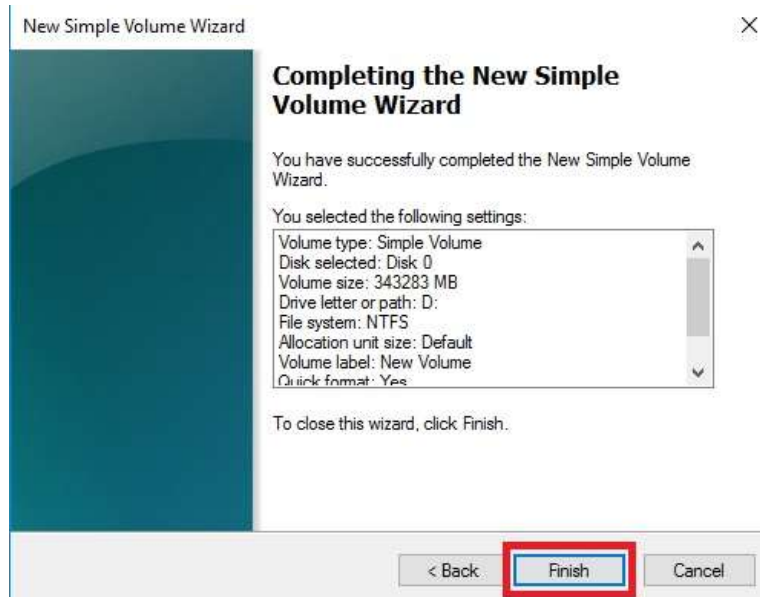 New Simple Volume Wizard
Completing the New Simple
Volume Wizard
You have successfully completed the New Simple Volume
Wizard.
You selected the following settings:
Volume type: Simple Volume
Disk selected: Disk 0
Volume size: 343283 MB
Drive letter or path: D:
File system: NTFS
Allocation unit size: Default
Volume label: New Volume
Quick format: Yes
To close this wizard, click Finish.
< Back
Finish
Cancel